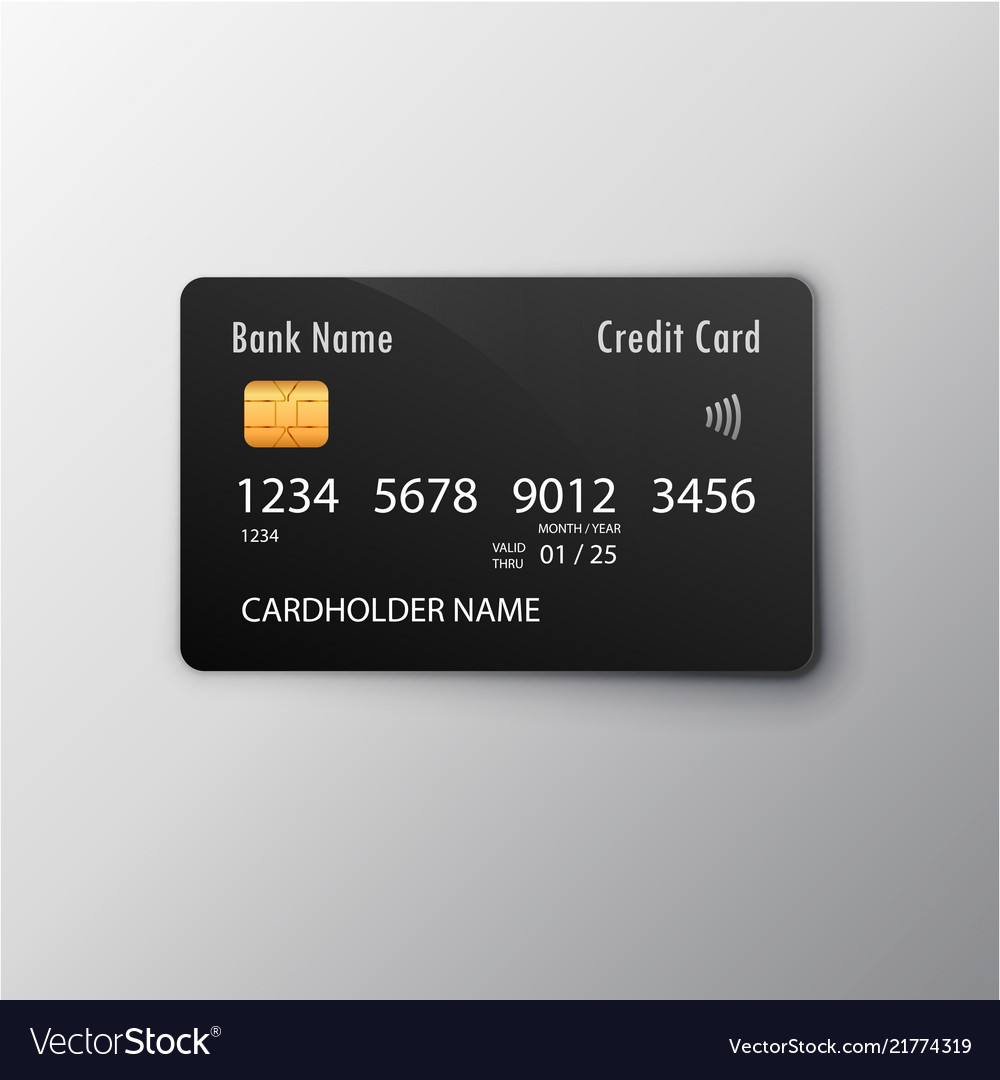 Bank Name Credit Card
1234 5678 9012 3456
1234
MONTH / YEAR
VALID THRU 01 / 25
CARDHOLDER NAME
VectorStock®
VectorStock.com/21774319